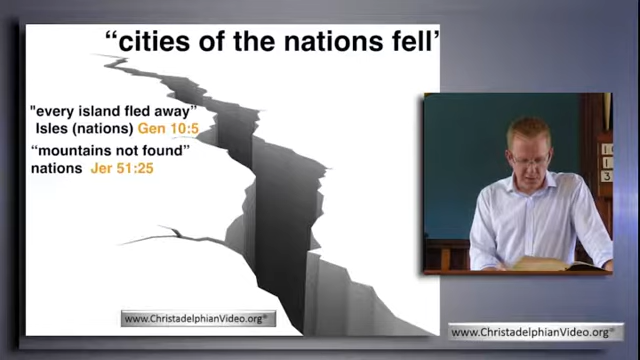 “cities of the nations fell’
"every island fled away”
Isles (nations) Gen 10:5
“mountains not found”
nations Jer 51:25
www.ChristadelphianVideo.org®
www.ChristadelphianVideo.org®